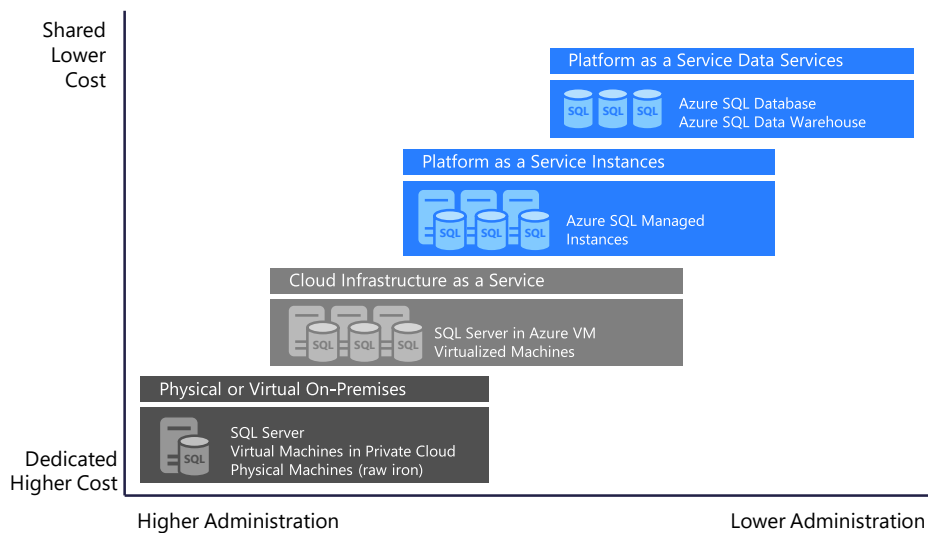 Shared
Lower
Cost
Platform as a Service Data Services
SQL SQL SQL
Azure SQL Database
Azure SQL Data Warehouse
Platform as a Service Instances
SQL SQL SQL
Azure SQL Managed
Instances
Cloud Infrastructure as a Service
SQL SQL SQL
SQL Server in Azure VM
Virtualized Machines
Physical or Virtual On-Premises
SQL
SQL Server
Virtual Machines in Private Cloud
Physical Machines (raw iron)
Dedicated
Higher Cost
Higher Administration
Lower Administration